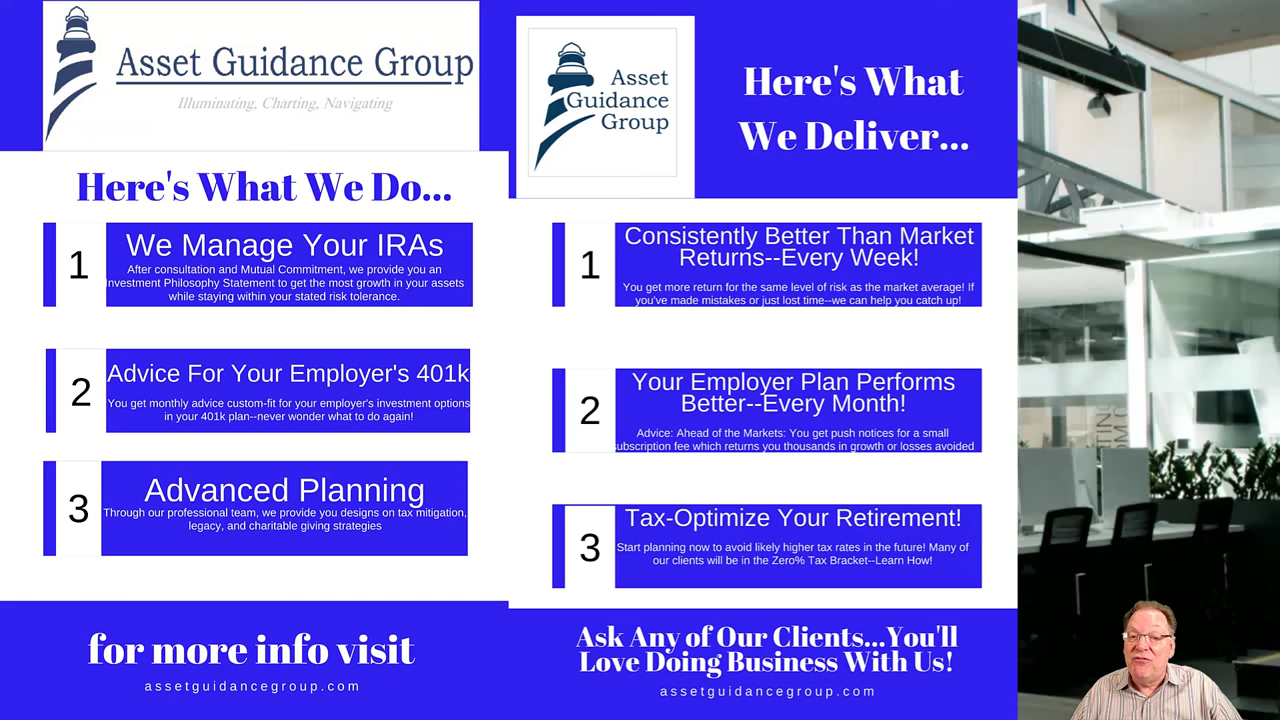 Asset Guidance Group
Illuminating, Charting, Navigating
Here's What We Do...
1
We Manage Your IRAs
After consultation and Mutual Commitment, we provide you an
Investment Philosophy Statement to get the most growth in your assets
while staying within your stated risk tolerance.
2
Advice For Your Employer's 401k
You get monthly advice custom-fit for your employer's investment options
in your 401k plan--never wonder what to do again!
3
Advanced Planning
Through our professional team, we provide you designs on tax mitigation,
legacy, and charitable giving strategies
for more info visit
assetguidancegroup.com
Asset
Guidance
Group
Here's What
We Deliver...
1
Consistently Better Than Market
Returns--Every Week!
You get more return for the same level of risk as the market average! If
you've made mistakes or just lost time--we can help you catch up!
2
Your Employer Plan Performs
Better--Every Month!
Advice: Ahead of the Markets: You get push notices for a small
subscription fee which returns you thousands in growth or losses avoided
3
Tax-Optimize Your Retirement!
Start planning now to avoid likely higher tax rates in the future! Many of
our clients will be in the Zero% Tax Bracket--Learn How!
Ask Any of Our Clients...You'll
Love Doing Business With Us!
assetguidancegroup.com